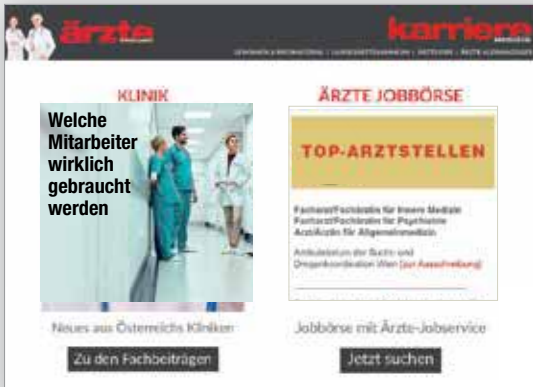 ärzte
karriere
KLINIK
Welche
Mitarbeiter
wirklich
gebraucht
werden
Neues aus Österreichs Kliniken
Zu den Fachbeiträgen
ÄRZTE JOBBÖRSE
TOP-ARZTSTELLEN
Facharzt/Fachärztin für Innere Medizin
Facharzt/Fachärztin für Psychiatrie
Arzt/Ärztin für Allgemeinmedizin
Ambulatorium der Sucht- und
Drogenkoordination Wien [zur Ausschreibung]
Jobbörse mit Ärzte-Jobservice
Jetzt suchen